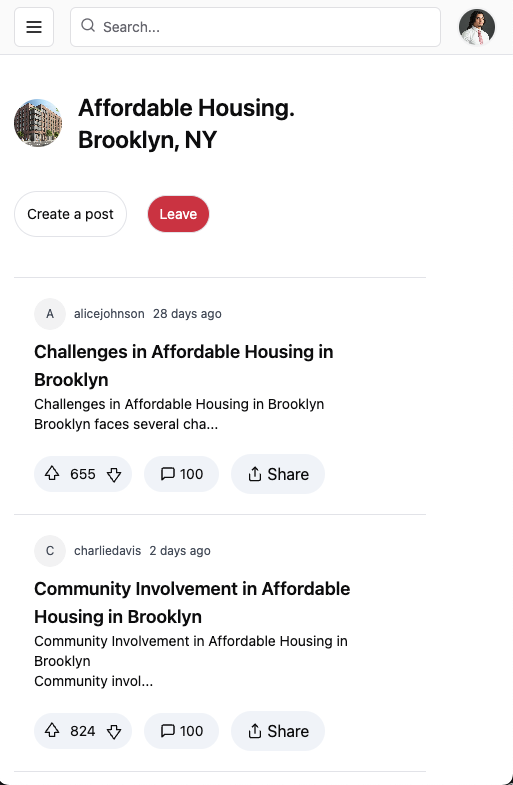 Search...
Affordable Housing.
Brooklyn, NY
Create a post
Leave
A alicejohnson 28 days ago
Challenges in Affordable Housing in
Brooklyn
Challenges in Affordable Housing in Brooklyn
Brooklyn faces several cha...
655 100 Share
C charliedavis 2 days ago
Community Involvement in Affordable
Housing in Brooklyn
Community Involvement in Affordable Housing in
Brooklyn
Community invol...
824 100 Share